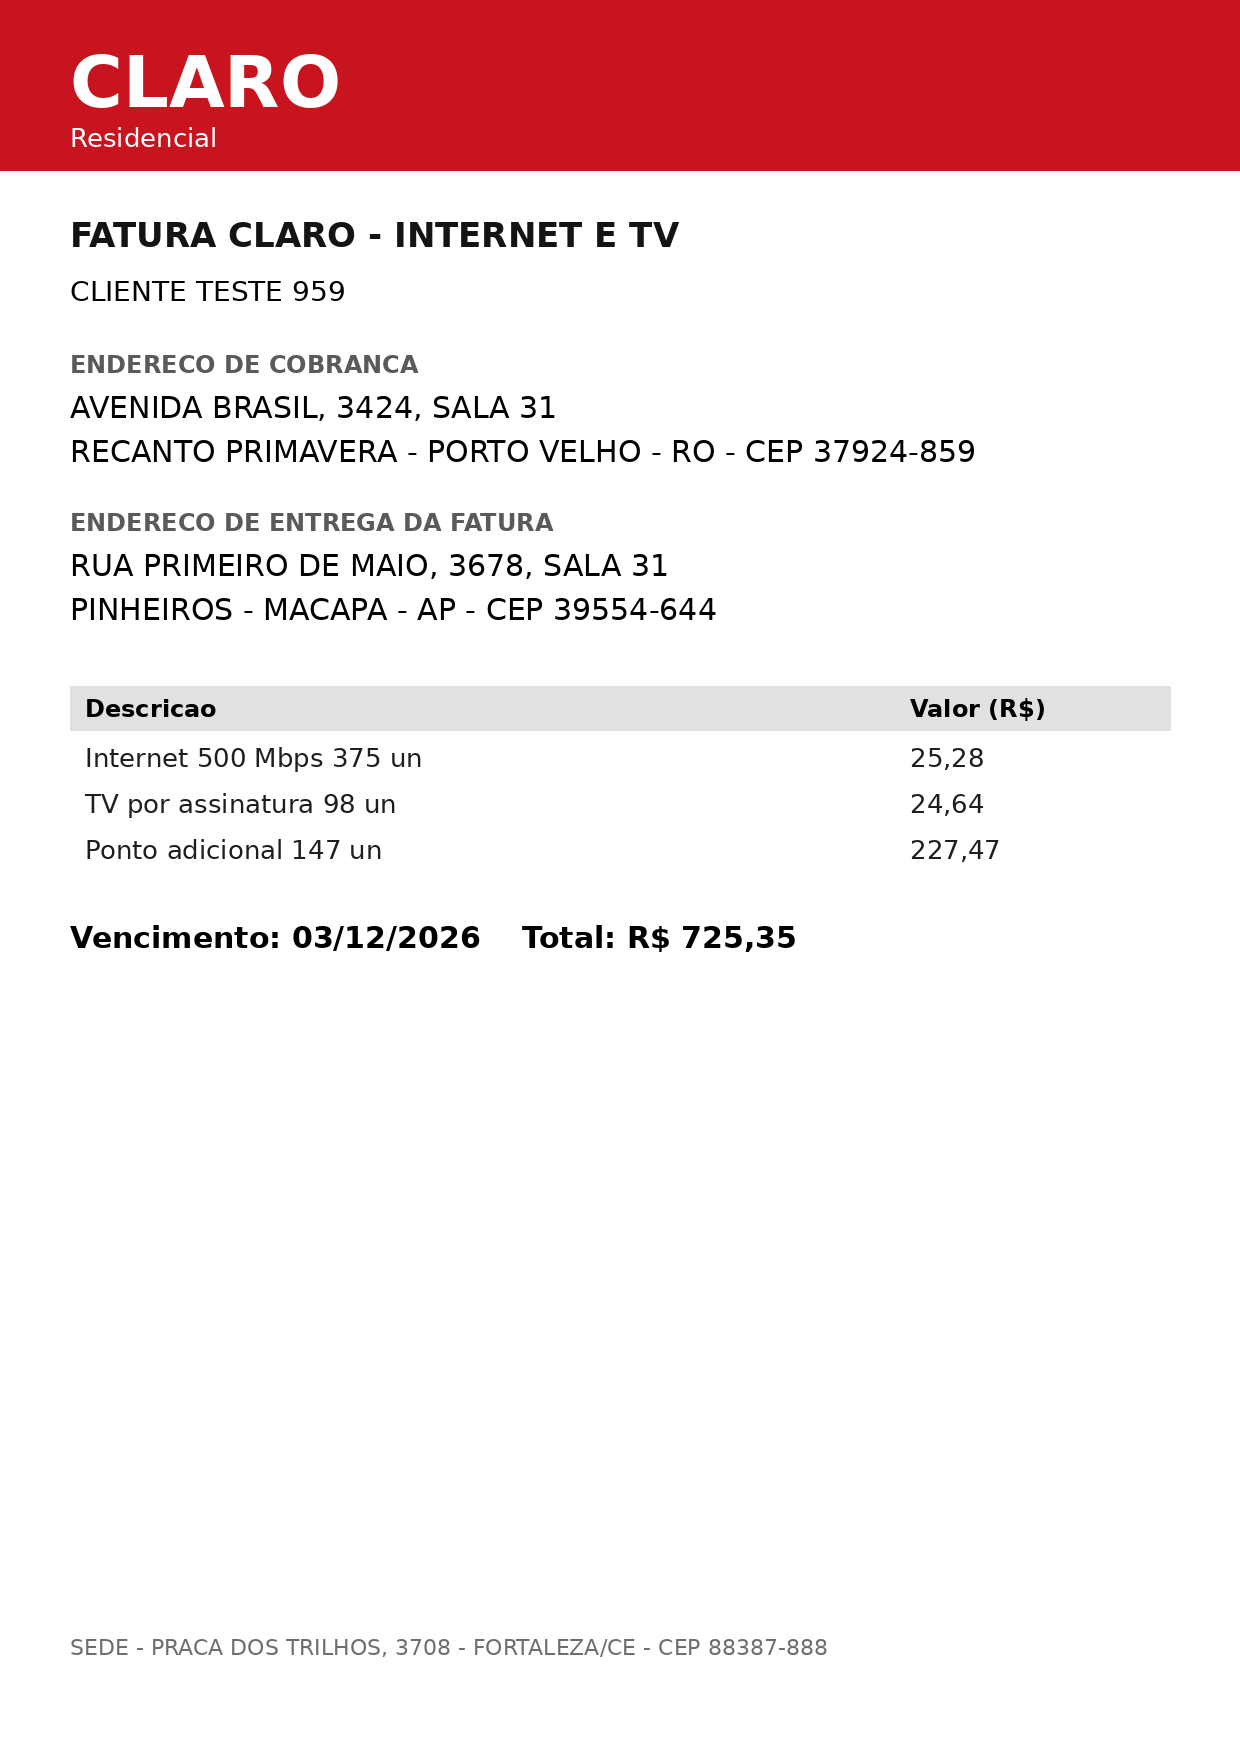 CLARO
Residencial
FATURA CLARO - INTERNET E TV
CLIENTE TESTE 959
ENDERECO DE COBRANCA
AVENIDA BRASIL, 3424, SALA 31
RECANTO PRIMAVERA - PORTO VELHO - RO - CEP 37924-859
ENDERECO DE ENTREGA DA FATURA
RUA PRIMEIRO DE MAIO, 3678, SALA 31
PINHEIROS - MACAPA - AP - CEP 39554-644
Descricao Valor (R$)
Internet 500 Mbps 375 un 25,28
TV por assinatura 98 un 24,64
Ponto adicional 147 un 227,47
Vencimento: 03/12/2026 Total: R$ 725,35
SEDE - PRACA DOS TRILHOS, 3708 - FORTALEZA/CE - CEP 88387-888